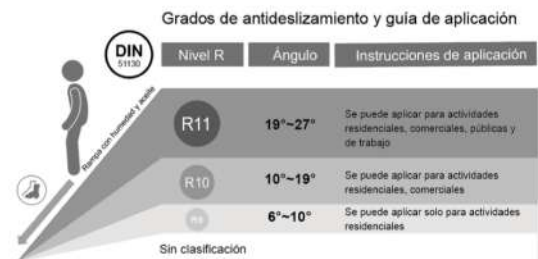 Grados de antideslizamiento y guía de aplicación
DIN
51130
Nivel R
Ángulo
Instrucciones de aplicación
Rampa con humedad y aceite
R11
19°~27°
Se puede aplicar para actividades
residenciales, comerciales, públicas y
de trabajo
R10
10°~19°
Se puede aplicar para actividades
residenciales, comerciales
R9
6°~10°
Se puede aplicar solo para actividades
residenciales
Sin clasificación